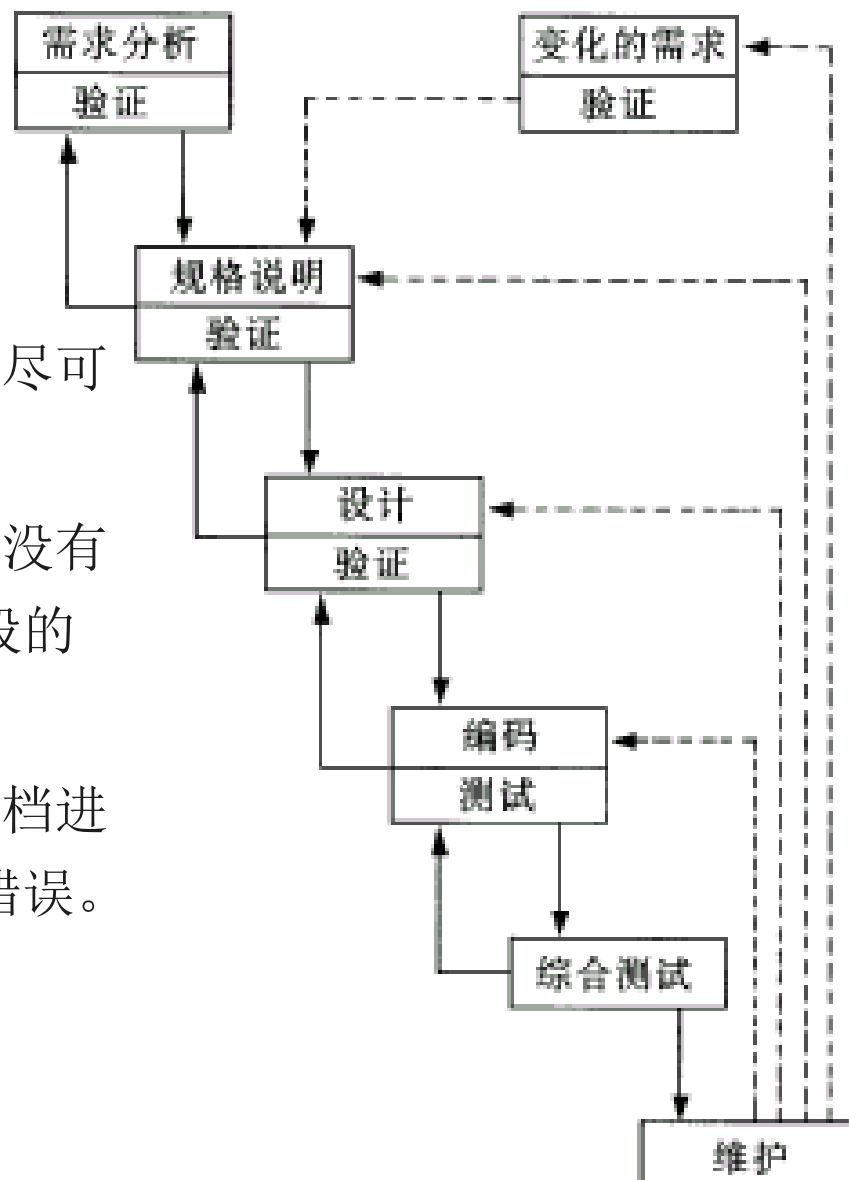 需求分析
验证
变化的需求
验证
规格说明
验证
尽可
设计
验证
没有
段的
编码
测试
档进
错误。
综合测试
维护